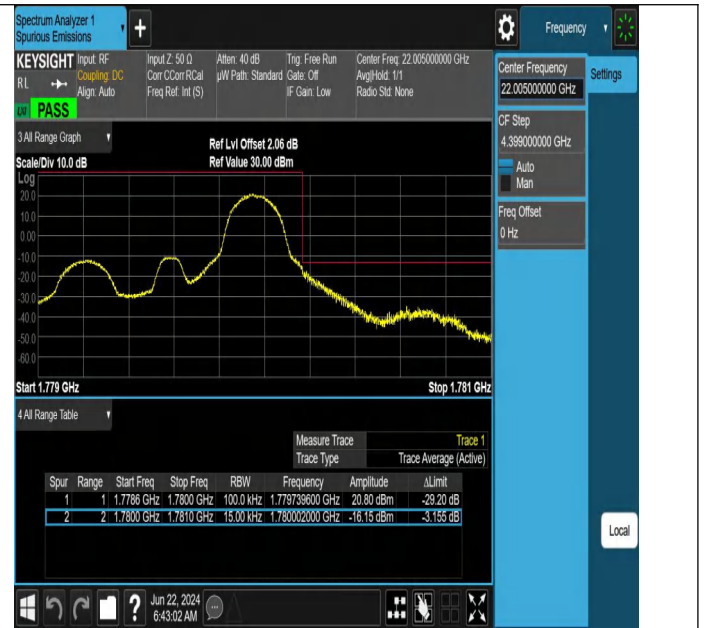 Spectrum Analyzer 1
Spurious Emissions
+
Frequency
KEYSIGHT Input: RF Input Z: 50 Ω Atten: 40 dB Trig: Free Run Center Freq: 22.005000000 GHz
RL Coupling: DC Corr CCorr RCal µW Path: Standard Gate: Off Avg|Hold: 1/1
Align: Auto Freq Ref: Int (S) IF Gain: Low Radio Std: None
PASS
Center Frequency
22.005000000 GHz
Settings
CF Step
4.399000000 GHz
Auto
Man
Freq Offset
0 Hz
3 All Range Graph
Ref Lvl Offset 2.06 dB
Scale/Div 10.0 dB Ref Value 30.00 dBm
Log
20.0
10.0
0.00
-10.0
-20.0
-30.0
-40.0
-50.0
-60.0
Start 1.779 GHz Stop 1.781 GHz
4 All Range Table
Measure Trace Trace 1
Trace Type Trace Average (Active)
Spur Range Start Freq Stop Freq RBW Frequency Amplitude ΔLimit
1 1 1.7786 GHz 1.7800 GHz 100.0 kHz 1.779739600 GHz 20.80 dBm -29.20 dB
2 2 1.7800 GHz 1.7810 GHz 15.00 kHz 1.780002000 GHz -16.15 dBm -3.155 dB
Local
?
Jun 22, 2024
6:43:02 AM